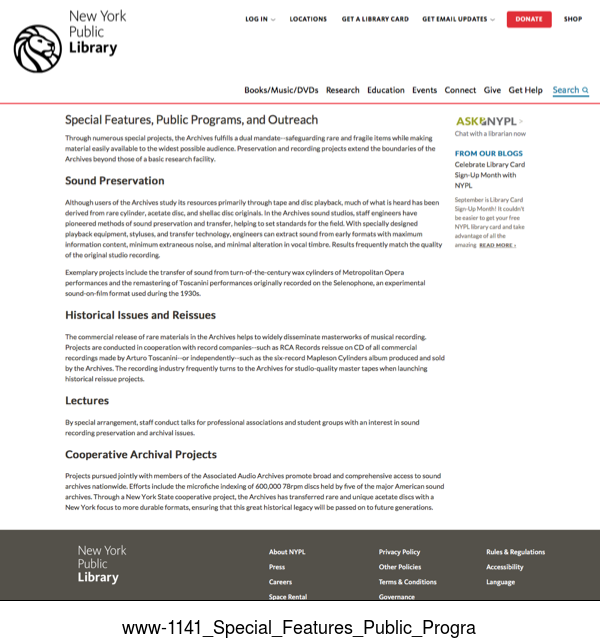 New York
Public
Library
LOG IN
LOCATIONS
GET A LIBRARY CARD
GET EMAIL UPDATES
DONATE
SHOP
Books/Music/DVDs Research Education Events Connect Give Get Help Search
Special Features, Public Programs, and Outreach
Through numerous special projects, the Archives fulfills a dual mandate--safeguarding rare and fragile items while making
material easily available to the widest possible audience. Preservation and recording projects extend the boundaries of the
Archives beyond those of a basic research facility.
Sound Preservation
Although users of the Archives study its resources primarily through tape and disc playback, much of what is heard has been
derived from rare cylinder, acetate disc, and shellac disc originals. In the Archives sound studios, staff engineers have
pioneered methods of sound preservation and transfer, helping to set standards for the field. With specially designed
playback equipment, styluses, and transfer technology, engineers can extract sound from early formats with maximum
information content, minimum extraneous noise, and minimal alteration in vocal timbre. Results frequently match the quality
of the original studio recording.
Exemplary projects include the transfer of sound from turn-of-the-century wax cylinders of Metropolitan Opera
performances and the remastering of Toscanini performances originally recorded on the Selenophone, an experimental
sound-on-film format used during the 1930s.
Historical Issues and Reissues
The commercial release of rare materials in the Archives helps to widely disseminate masterworks of musical recording.
Projects are conducted in cooperation with record companies--such as RCA Records reissue on CD of all commercial
recordings made by Arturo Toscanini--or independently--such as the six-record Mapleson Cylinders album produced and sold
by the Archives. The recording industry frequently turns to the Archives for studio-quality master tapes when launching
historical reissue projects.
Lectures
By special arrangement, staff conduct talks for professional associations and student groups with an interest in sound
recording preservation and archival issues.
Cooperative Archival Projects
Projects pursued jointly with members of the Associated Audio Archives promote broad and comprehensive access to sound
archives nationwide. Efforts include the microfiche indexing of 600,000 78rpm discs held by five of the major American sound
archives. Through a New York State cooperative project, the Archives has transferred rare and unique acetate discs with a
New York focus to more durable formats, ensuring that this great historical legacy will be passed on to future generations.
ASK NYPL >
Chat with a librarian now
FROM OUR BLOGS
Celebrate Library Card
Sign-Up Month with
NYPL
September is Library Card
Sign-Up Month! It couldn't
be easier to get your free
NYPL library card and take
advantage of all the
amazing READ MORE ›
New York
Public
Library
About NYPL
Press
Careers
Space Rental
Privacy Policy
Other Policies
Terms & Conditions
Governance
Rules & Regulations
Accessibility
Language
www-1141_Special_Features_Public_Progra